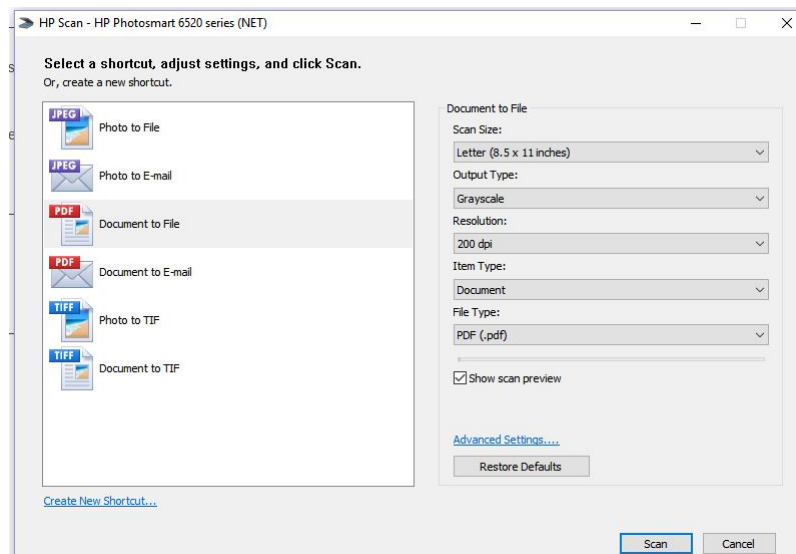 HP Scan - HP Photosmart 6520 series (NET)
Select a shortcut, adjust settings, and click Scan.
Or, create a new shortcut.
JPEG
Photo to File
JPEG
Photo to E-mail
PDF
Document to File
PDF
Document to E-mail
TIFF
Photo to TIF
TIFF
Document to TIF
Create New Shortcut...
Document to File
Scan Size:
Letter (8.5 x 11 inches)
Output Type:
Grayscale
Resolution:
200 dpi
Item Type:
Document
File Type:
PDF (.pdf)
Show scan preview
Advanced Settings....
Restore Defaults
Scan
Cancel